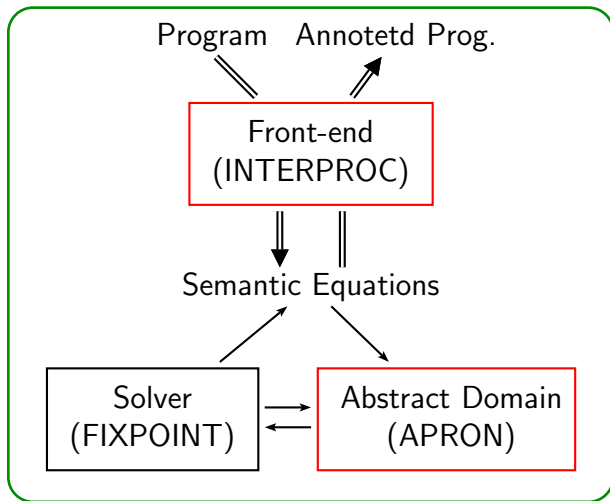 Program Annotetd Prog.
Front-end
(INTERPROC)
Semantic Equations
Solver
(FIXPOINT)
Abstract Domain
(APRON)